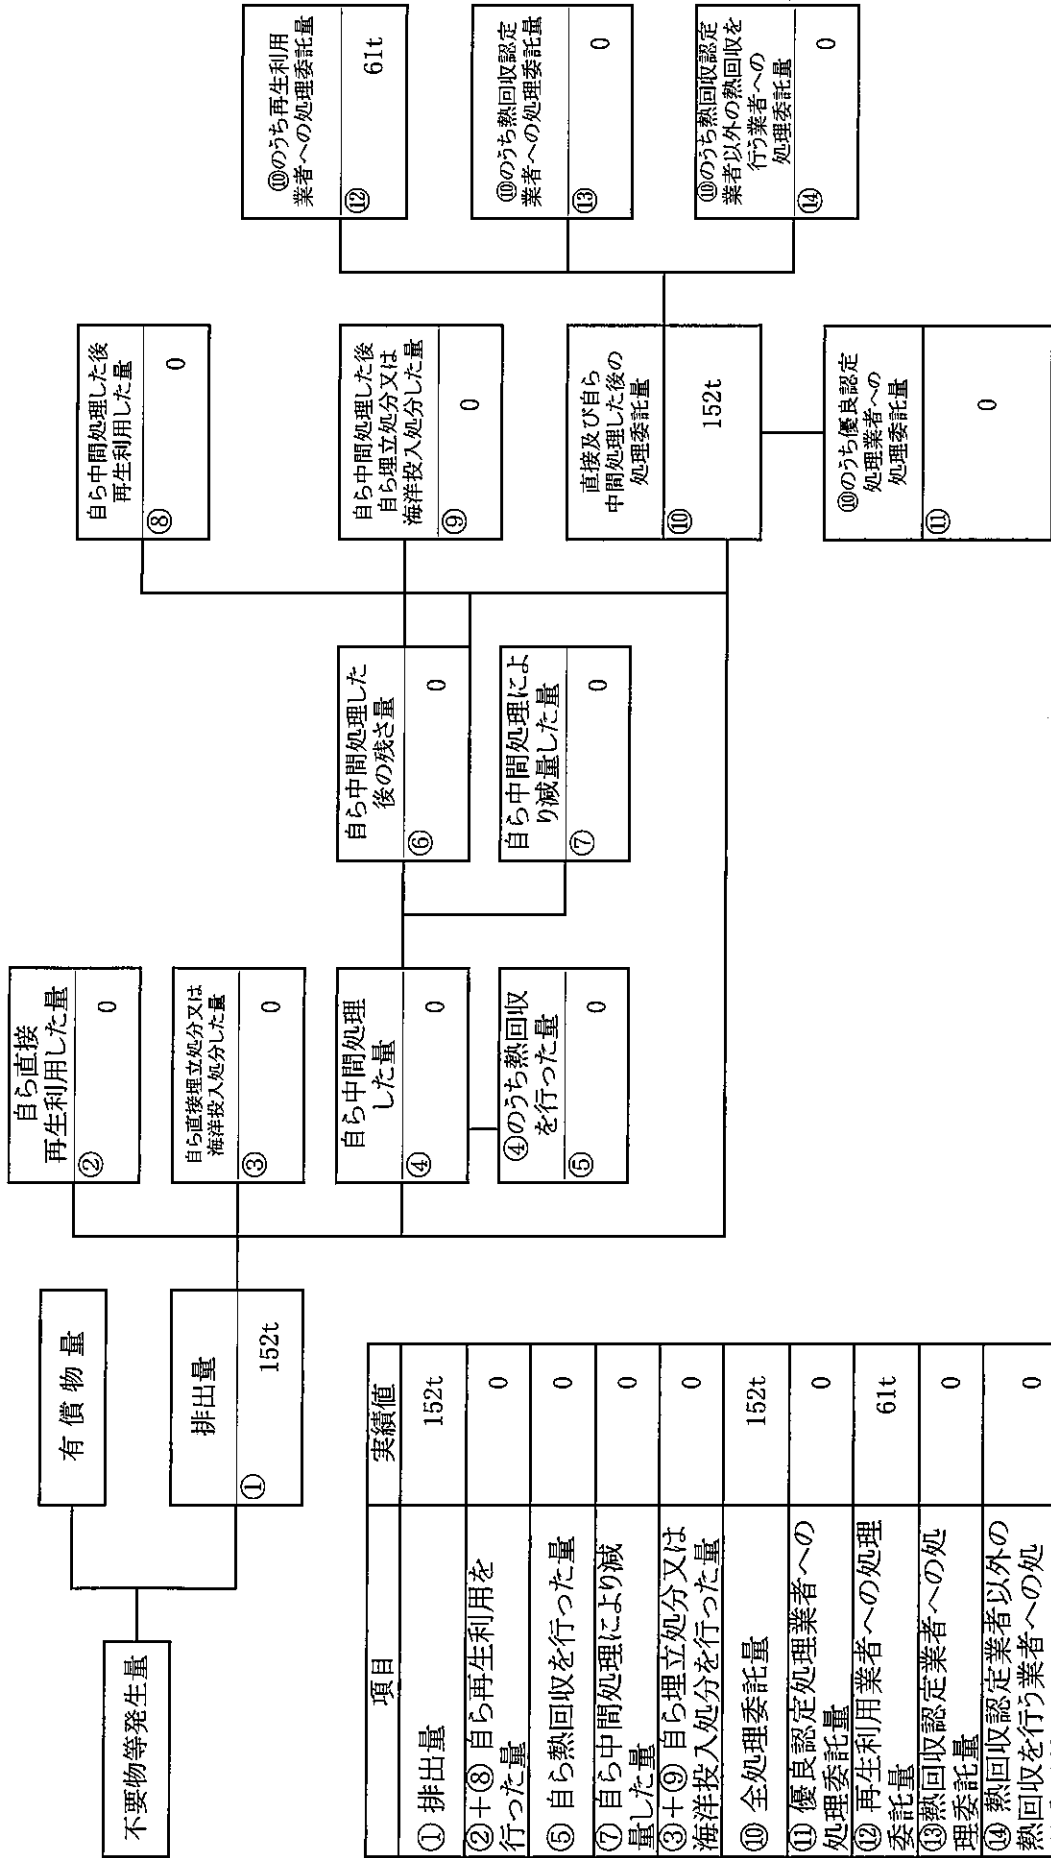 不要物等発生量
有償物量
排出量
① 152t
自ら直接
再生利用した量
② 0
自ら直接埋立処分又は
海洋投入処分した量
③ 0
自ら中間処理
した量
④ 0
④のうち熱回収
を行った量
⑤ 0
自ら中間処理した
後の残さ量
⑥ 0
自ら中間処理によ
り減量した量
⑦ 0
自ら中間処理した後
再生利用した量
⑧ 0
自ら中間処理した後
自ら埋立処分又は
海洋投入処分した量
⑨ 0
直接及び自ら
中間処理した後の
処理委託量
⑩ 152t
⑩のうち優良認定
処理業者への
処理委託量
⑪ 0
⑩のうち再生利用
業者への処理委託量
⑫ 61t
⑩のうち熱回収認定
業者への処理委託量
⑬ 0
⑩のうち熱回収認定
業者以外の熱回収を
行う業者への
処理委託量
⑭ 0
項目 実績値
① 排出量 152t
②+⑧ 自ら再生利用を
行った量 0
⑤ 自ら熱回収を行った量 0
⑦ 自ら中間処理により減
量した量 0
③+⑨ 自ら埋立処分又は
海洋投入処分を行った量 0
⑩ 全処理委託量 152t
⑪ 優良認定処理業者への
処理委託量 0
⑫ 再生利用業者への処理
委託量 61t
⑬熱回収認定業者への処
理委託量 0
⑭ 熱回収認定業者以外の
熱回収を行う業者への処 0